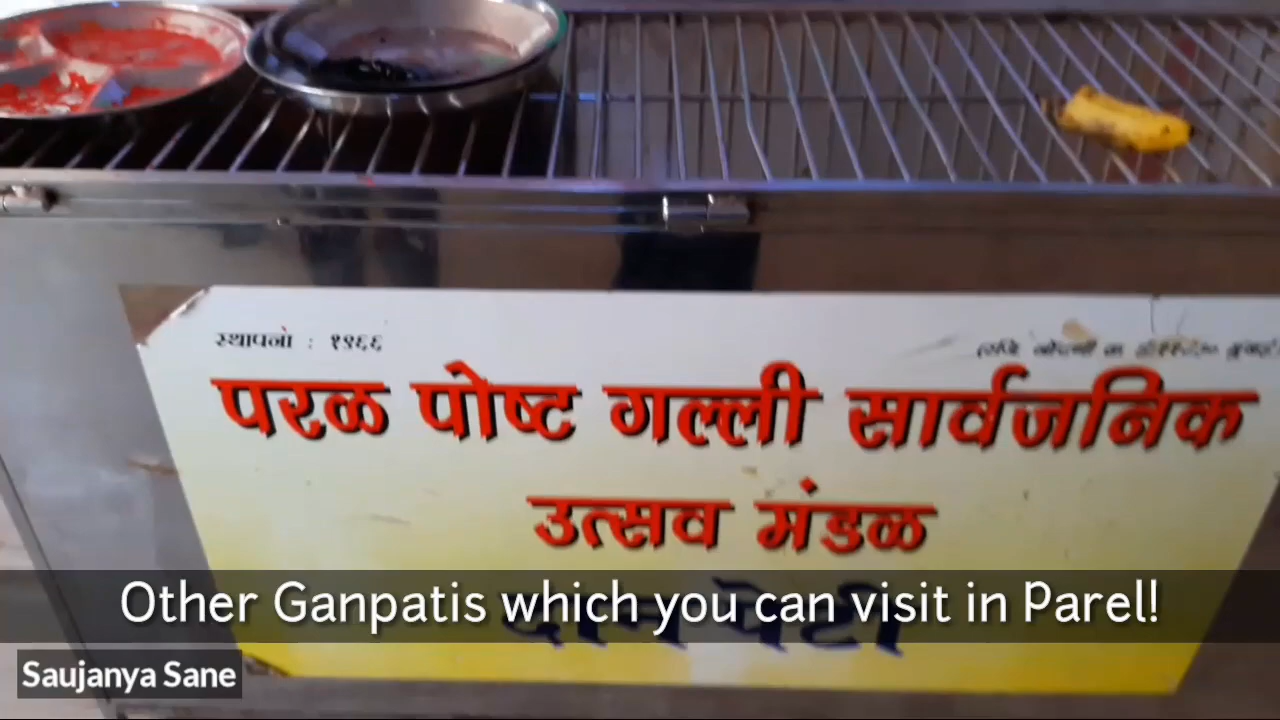 स्थापना : १९६६
परळ पोष्ट गल्ली सार्वजनिक
उत्सव मंडळ
Other Ganpatis which you can visit in Parel!
Saujanya Sane